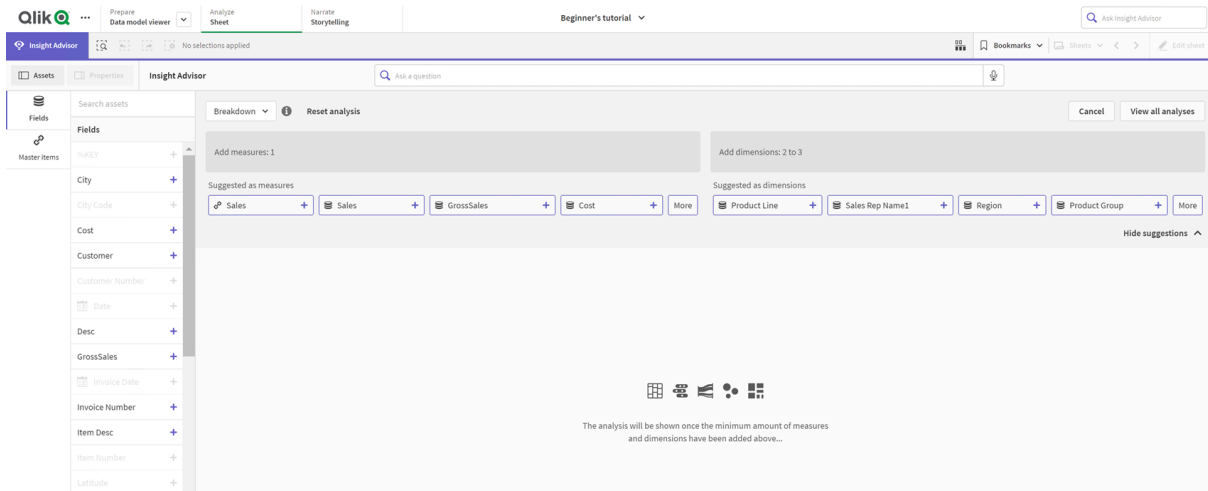 Qlik
Prepare
Data model viewer
Analyze
Sheet
Narrate
Storytelling
Beginner's tutorial
Ask Insight Advisor
Insight Advisor
No selections applied
Bookmarks
Sheets
Edit sheet
Assets
Properties
Insight Advisor
Ask a question
Fields
Master items
Search assets
Fields
%KEY
City
City Code
Cost
Customer
Customer Number
Date
Desc
GrossSales
Invoice Date
Invoice Number
Item Desc
Item Number
Latitude
Breakdown
Reset analysis
Cancel
View all analyses
Add measures: 1
Add dimensions: 2 to 3
Suggested as measures
Sales
Sales
GrossSales
Cost
More
Suggested as dimensions
Product Line
Sales Rep Name1
Region
Product Group
More
Hide suggestions
The analysis will be shown once the minimum amount of measures
and dimensions have been added above...